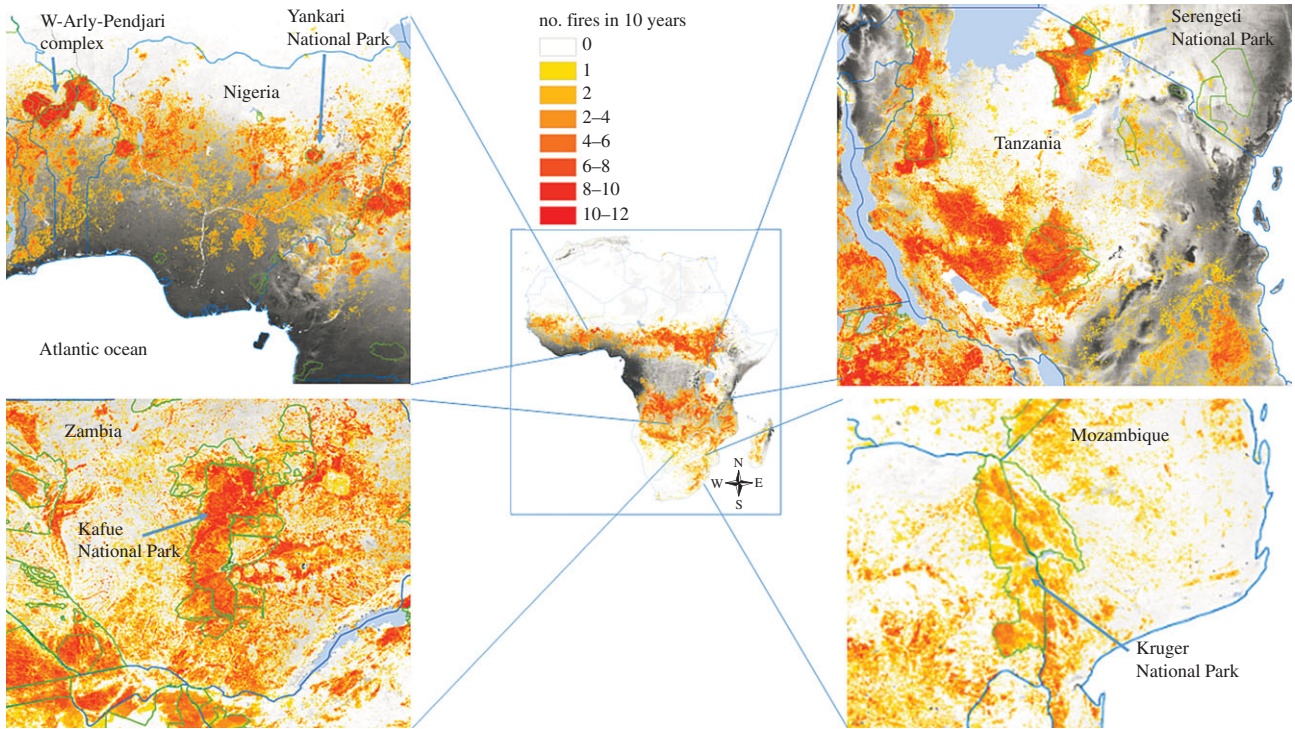 W-Arly-Pendjari
complex
Yankari
National Park
Nigeria
Atlantic ocean
no. fires in 10 years
0
1
2
2–4
4–6
6–8
8–10
10–12
N
W
E
S
Serengeti
National Park
Tanzania
Zambia
Kafue
National Park
Mozambique
Kruger
National Park